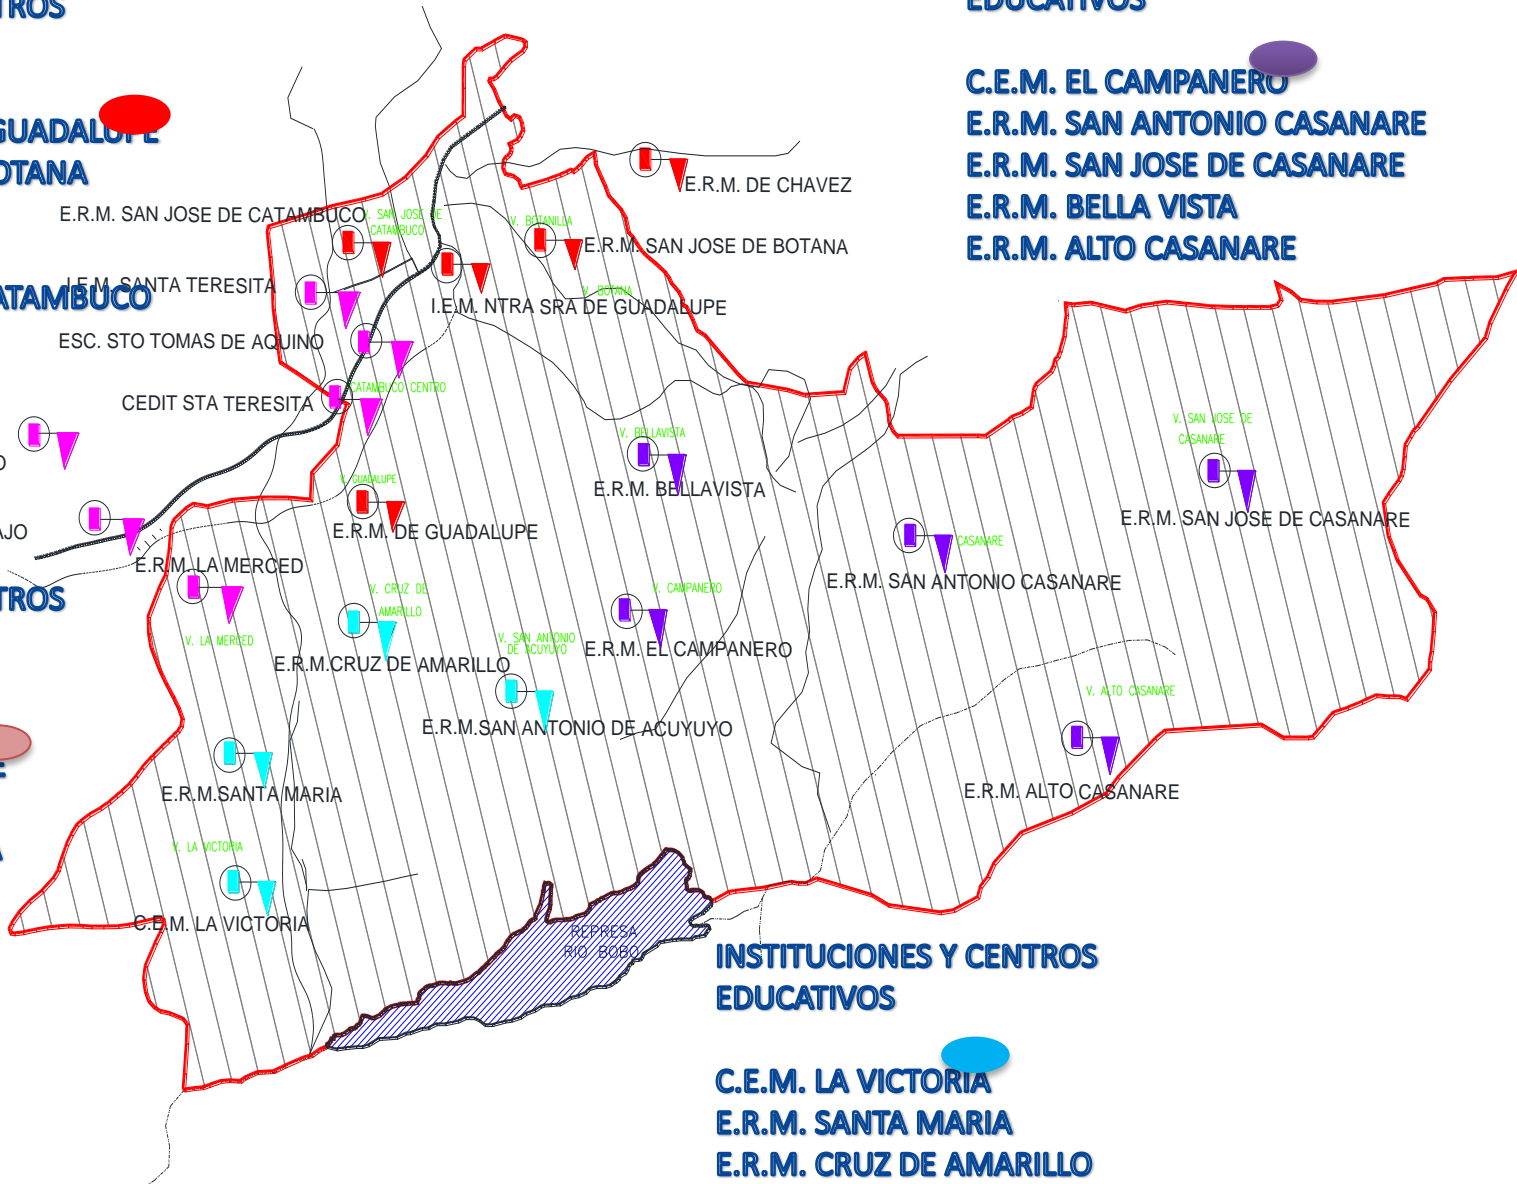 TROS
EDUCATIVOS
C.E.M. EL CAMPANERO
E.R.M. SAN ANTONIO CASANARE
E.R.M. SAN JOSE DE CASANARE
E.R.M. BELLA VISTA
E.R.M. ALTO CASANARE
GUADALUPE
OTANA
E.R.M. DE CHAVEZ
E.R.M. SAN JOSE DE CATAMBUCO
V. SAN JOSE DE
CATAMBUCO
V. BOTANILLA
E.R.M. SAN JOSE DE BOTANA
I.E.M. SANTA TERESITA
ATAMBUCO
V. BOTANA
I.E.M. NTRA SRA DE GUADALUPE
ESC. STO TOMAS DE AQUINO
CATAMBUCO CENTRO
CEDIT STA TERESITA
V. BELLAVISTA
V. SAN JOSE DE
CASANARE
O
V. GUADALUPE
E.R.M. BELLAVISTA
E.R.M. SAN JOSE DE CASANARE
AJO
E.R.M. DE GUADALUPE
CASANARE
E.R.M. LA MERCED
E.R.M. SAN ANTONIO CASANARE
TROS
V. CRUZ DE
AMARILLO
V. CAMPANERO
V. LA MERCED
V. SAN ANTONIO
DE ACUYUYO
E.R.M. EL CAMPANERO
E.R.M.CRUZ DE AMARILLO
V. ALTO CASANARE
E.R.M.SAN ANTONIO DE ACUYUYO
E
E.R.M.SANTA MARIA
E.R.M. ALTO CASANARE
V. LA VICTORIA
A
C.E.M. LA VICTORIA
REPRESA
RIO BOBO
INSTITUCIONES Y CENTROS
EDUCATIVOS
C.E.M. LA VICTORIA
E.R.M. SANTA MARIA
E.R.M. CRUZ DE AMARILLO